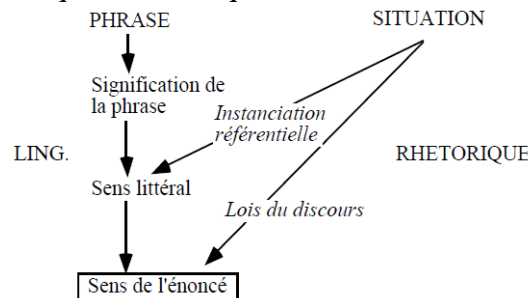 PHRASE
SITUATION
Signification de
la phrase
Instanciation
référentielle
LING.
RHETORIQUE
Sens littéral
Lois du discours
Sens de l'énoncé